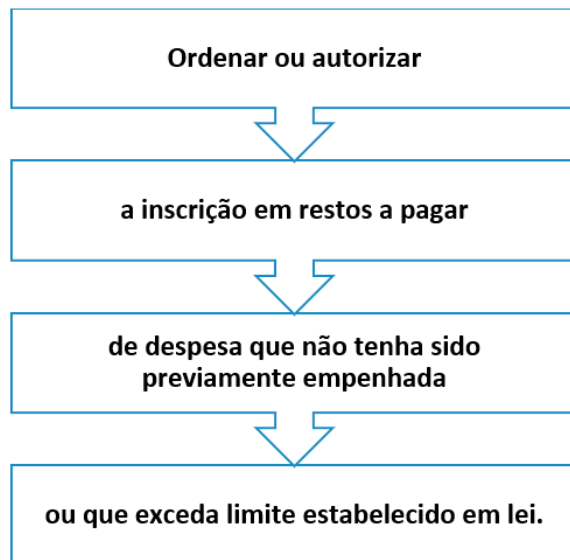 Ordenar ou autorizar
a inscrição em restos a pagar
de despesa que não tenha sido
previamente empenhada
ou que exceda limite estabelecido em lei.